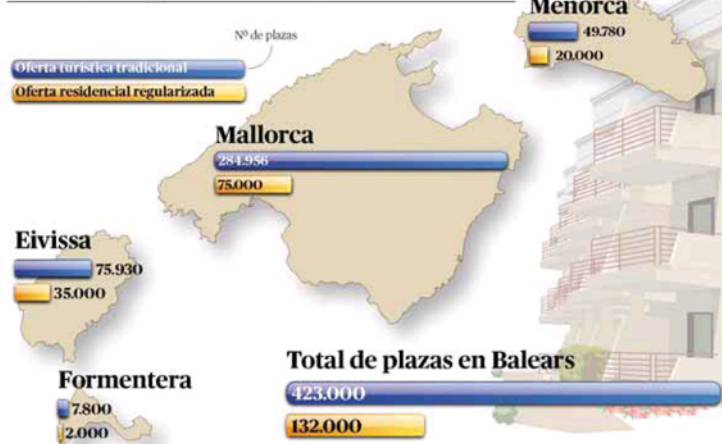 Menorca
Nº de plazas
49.780
20.000
Oferta turística tradicional
Oferta residencial regularizada
Mallorca
284.956
75.000
Eivissa
75.930
35.000
Total de plazas en Balears
423.000
132.000
Formentera
7.800
2.000